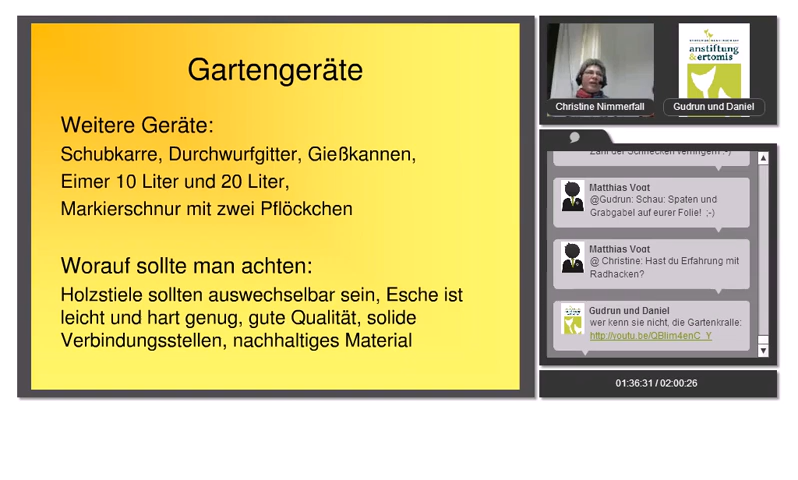 Gartengeräte
Weitere Geräte:
Schubkarre, Durchwurfgitter, Gießkannen,
Eimer 10 Liter und 20 Liter,
Markierschnur mit zwei Pflöckchen
Worauf sollte man achten:
Holzstiele sollten auswechselbar sein, Esche ist
leicht und hart genug, gute Qualität, solide
Verbindungsstellen, nachhaltiges Material
anstiftung
& ertomis
Christine Nimmerfall
Gudrun und Daniel
Zahl der Schnecken verringern :-)
Matthias Voot
@Gudrun: Schau: Spaten und
Grabgabel auf eurer Folie! ;-)
Matthias Voot
@ Christine: Hast du Erfahrung mit
Radhacken?
Gudrun und Daniel
wer kenn sie nicht, die Gartenkralle:
http://youtu.be/QBlim4enC_Y
01:36:31 / 02:00:26